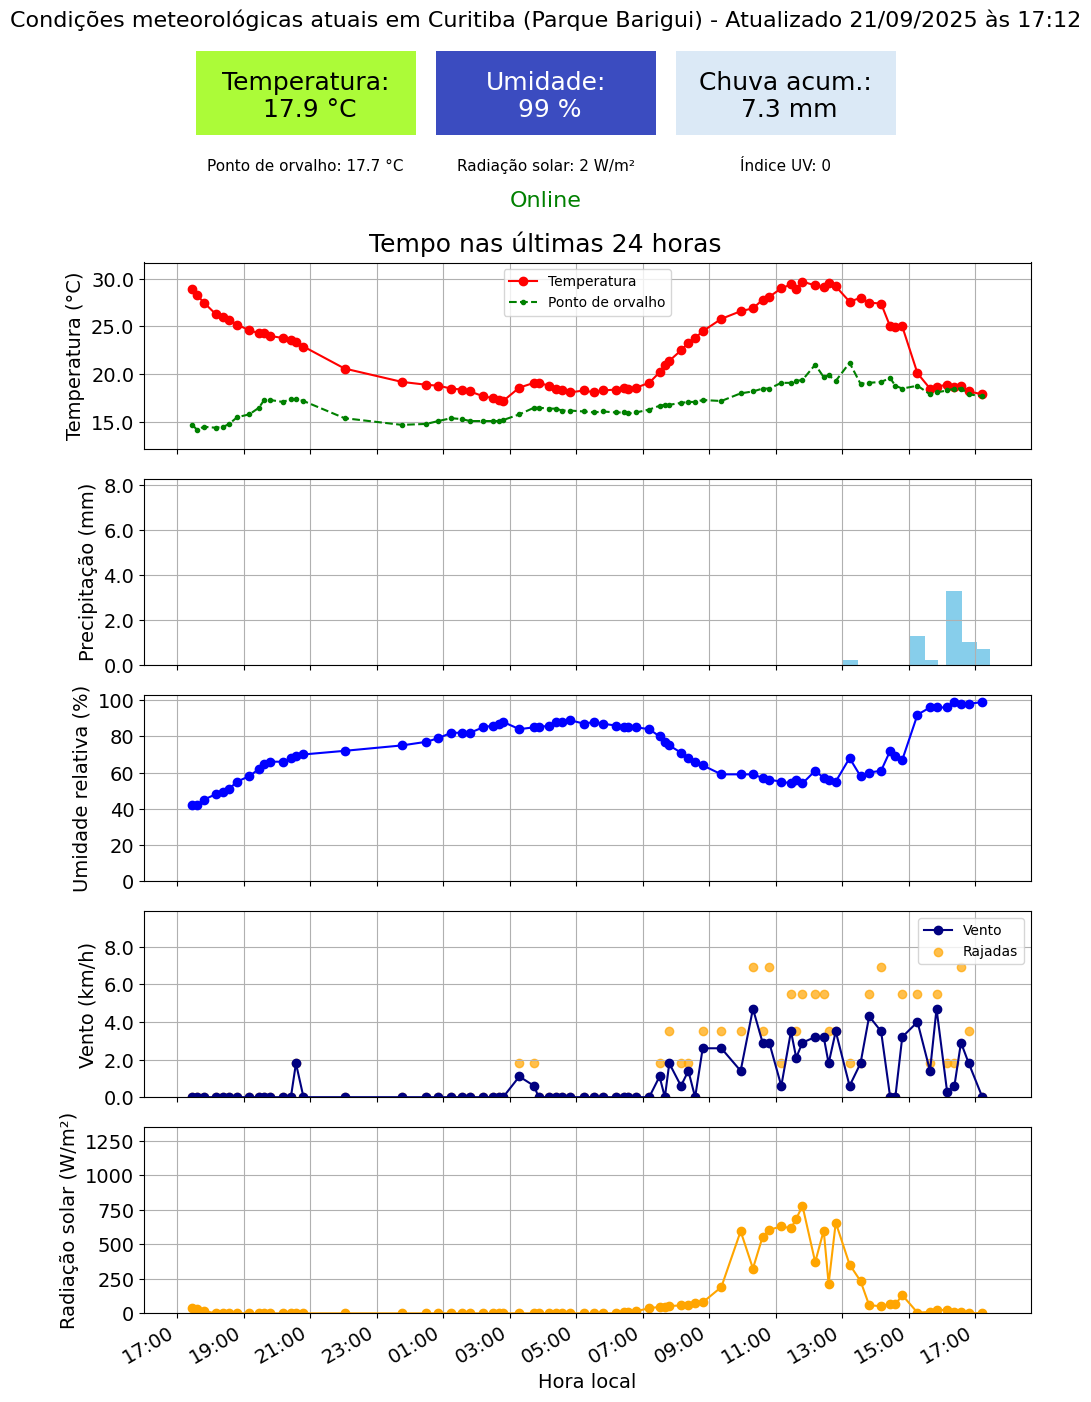 Condições meteorológicas atuais em Curitiba (Parque Barigui) - Atualizado 21/09/2025 às 17:12
Temperatura:
17.9 °C
Umidade:
99 %
Chuva acum.:
7.3 mm
Ponto de orvalho: 17.7 °C
Radiação solar: 2 W/m²
Índice UV: 0
Online
Tempo nas últimas 24 horas
Temperatura (°C)
30.0
25.0
20.0
15.0
Temperatura
Ponto de orvalho
Precipitação (mm)
8.0
6.0
4.0
2.0
0.0
Umidade relativa (%)
100
80
60
40
20
0
Vento (km/h)
8.0
6.0
4.0
2.0
0.0
Vento
Rajadas
Radiação solar (W/m²)
1250
1000
750
500
250
0
17:00
19:00
21:00
23:00
01:00
03:00
05:00
07:00
09:00
11:00
13:00
15:00
17:00
Hora local